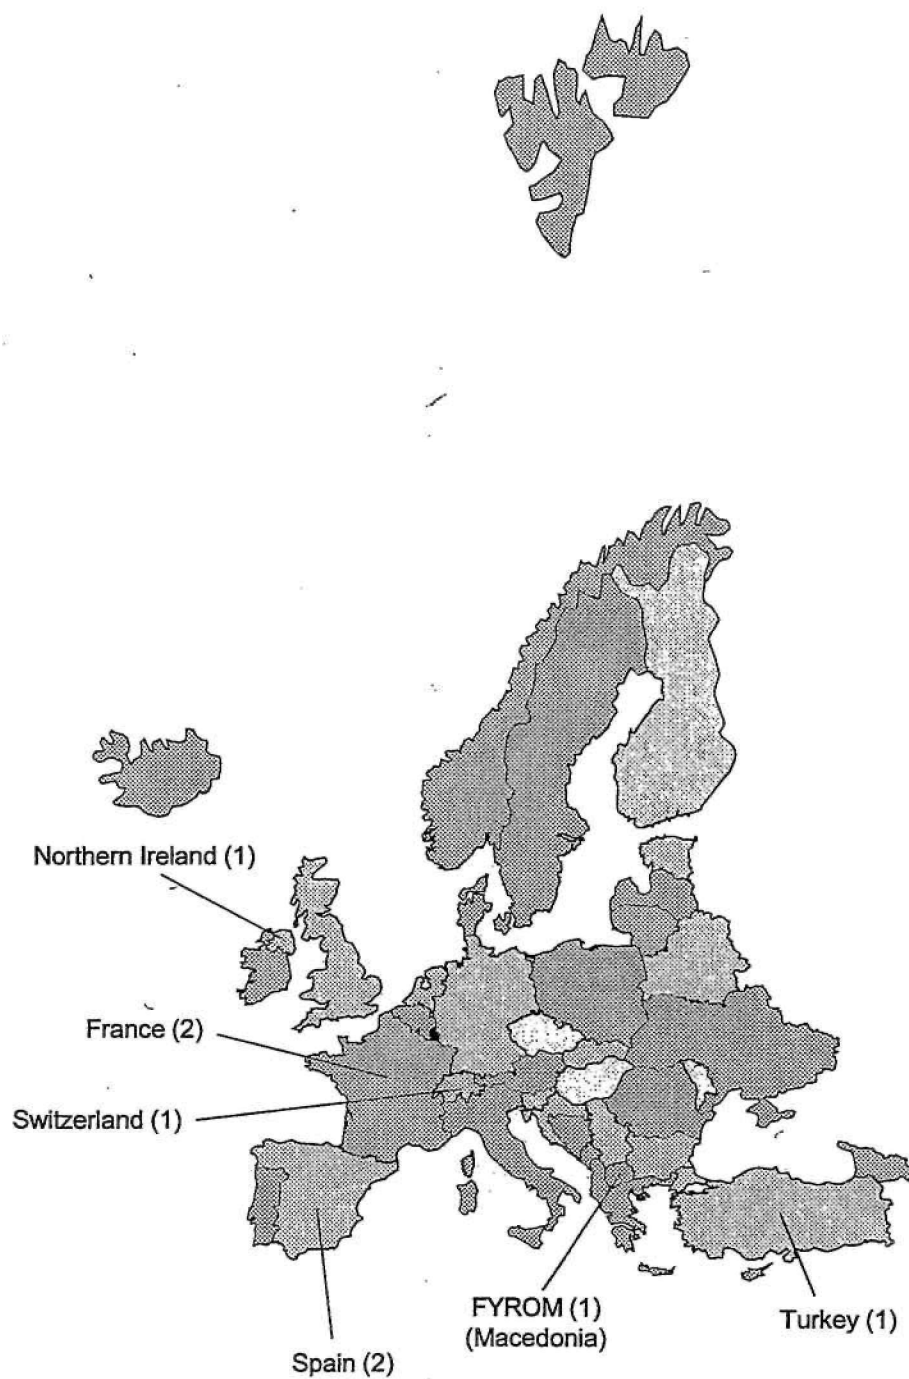 Northern Ireland (1)
France (2)
Switzerland (1)
FYROM (1)
(Macedonia)
Turkey (1)
Spain (2)